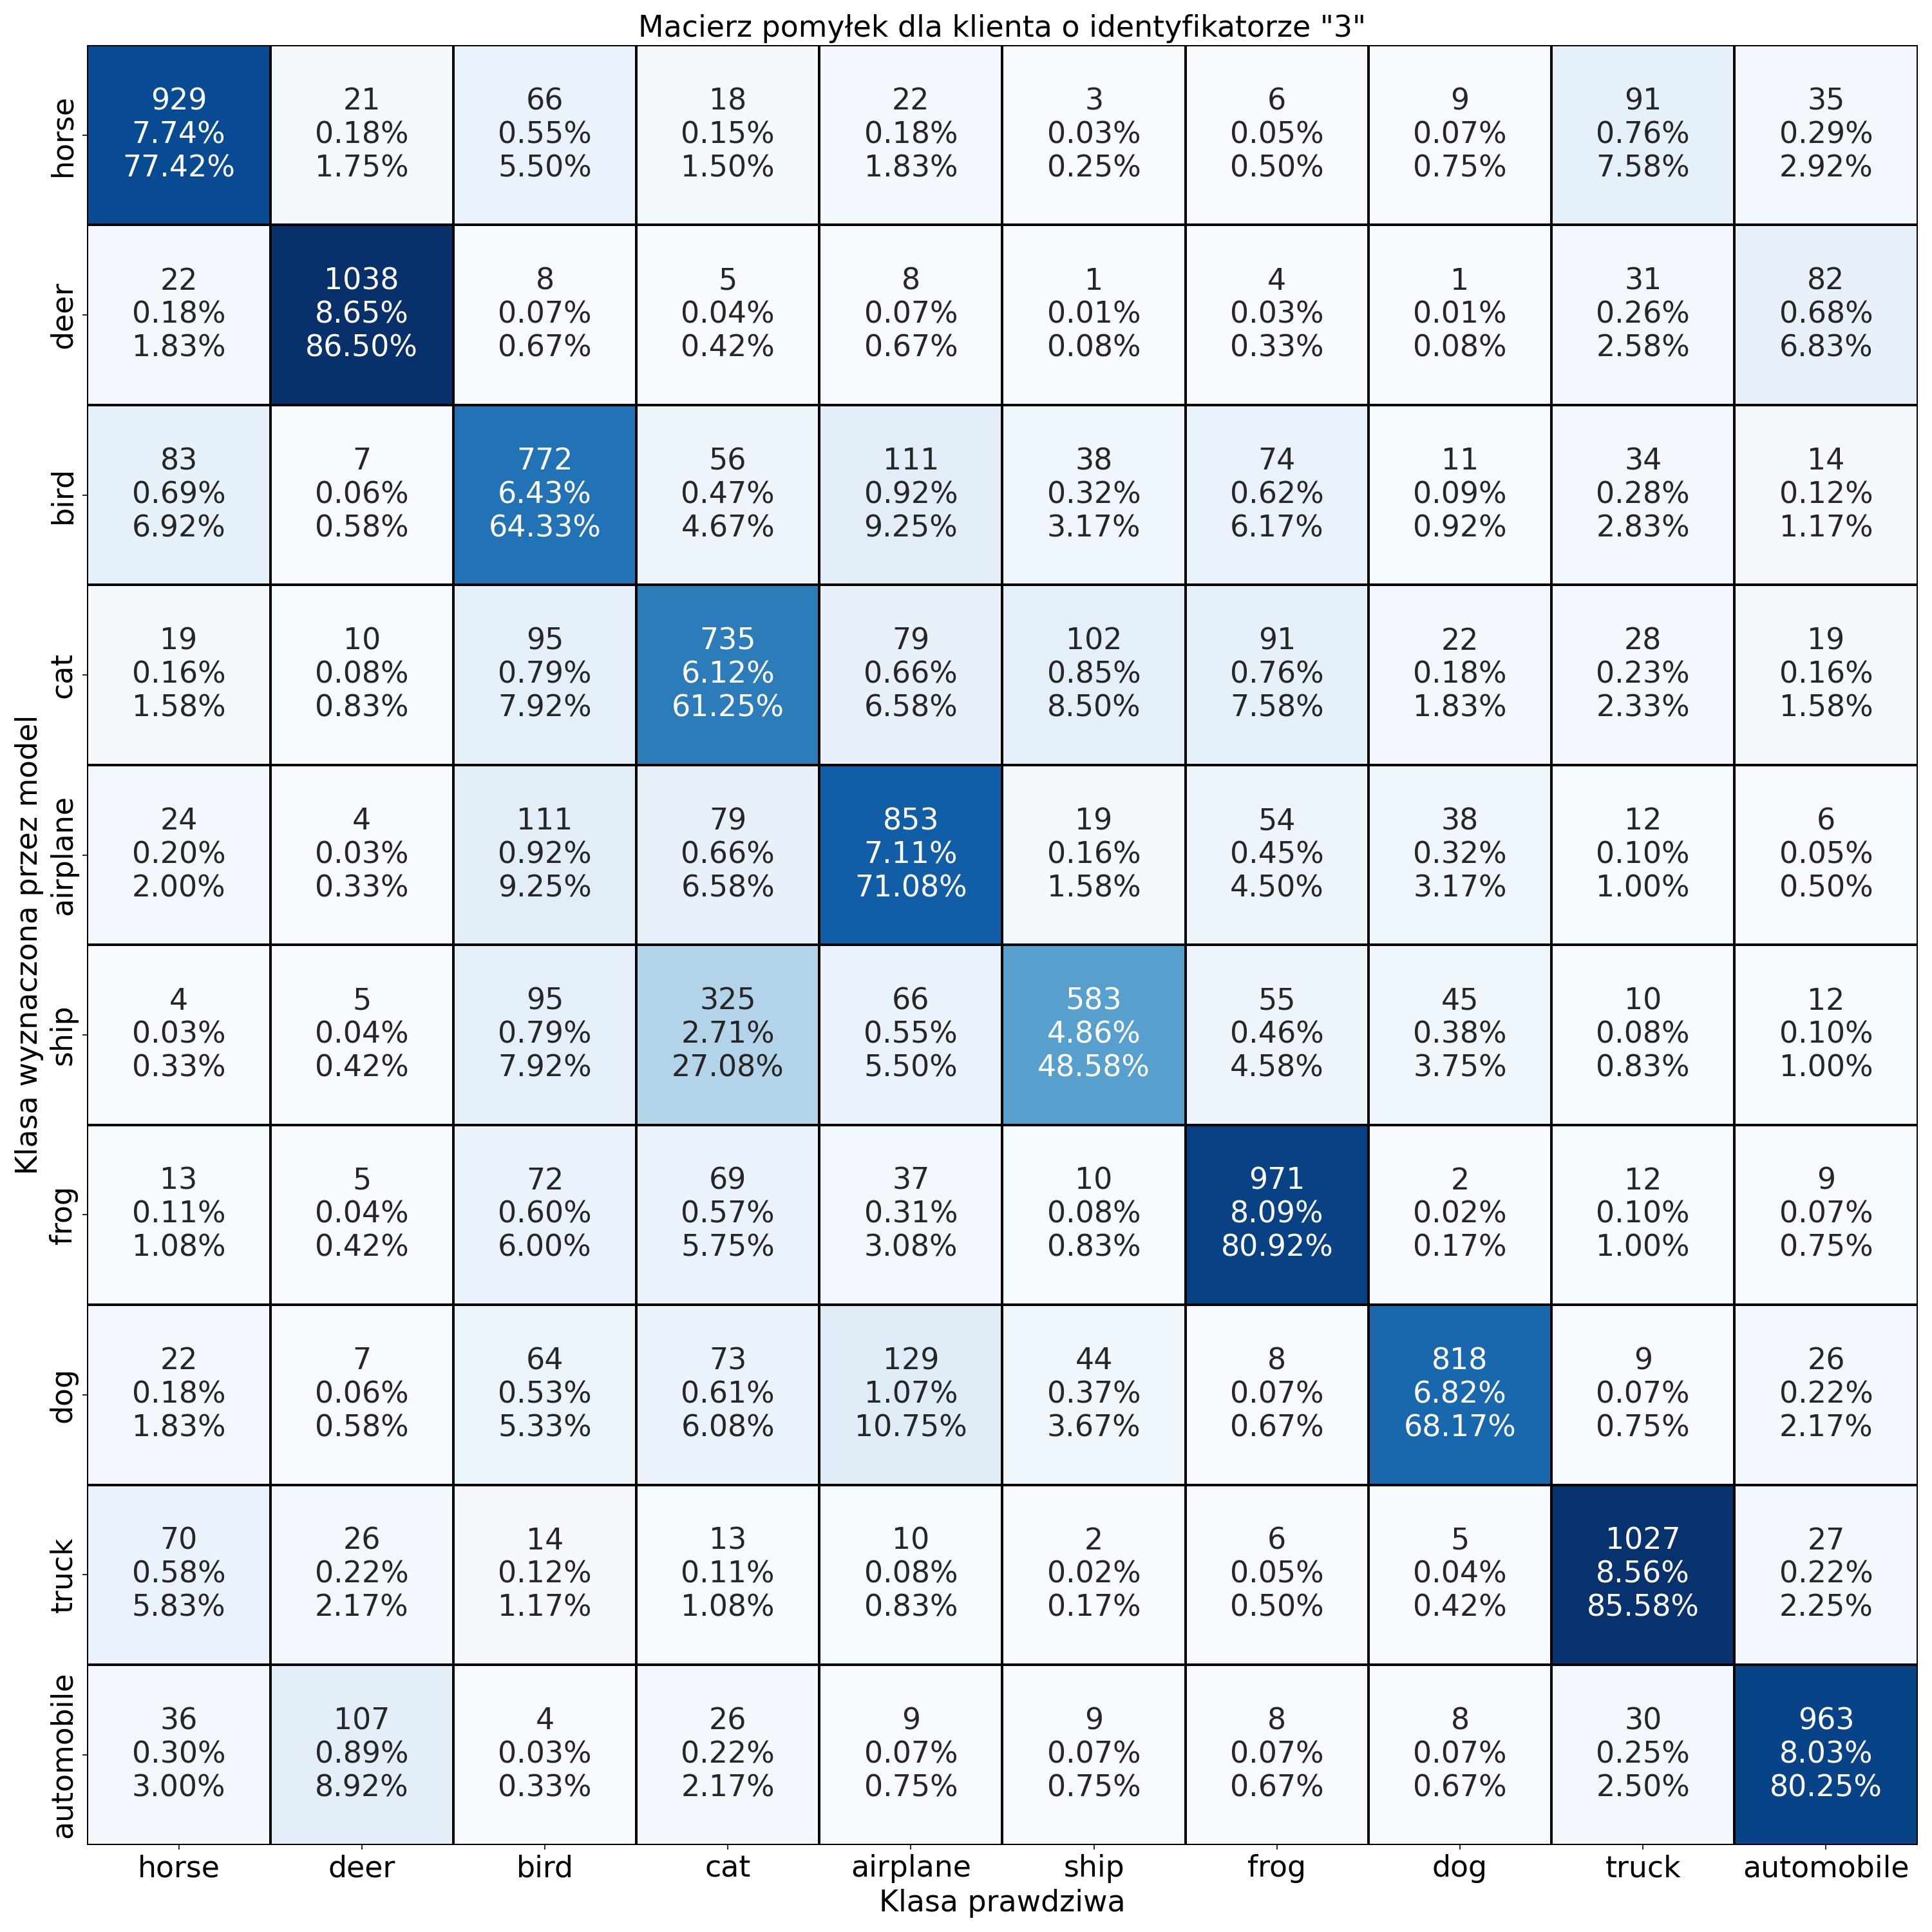 Macierz pomyłek dla klienta o identyfikatorze "3"
Klasa wyznaczona przez model
horse
929 21 66 18 22 3 6 9 91 35
7.74% 0.18% 0.55% 0.15% 0.18% 0.03% 0.05% 0.07% 0.76% 0.29%
77.42% 1.75% 5.50% 1.50% 1.83% 0.25% 0.50% 0.75% 7.58% 2.92%
deer
22 1038 8 5 8 1 4 1 31 82
0.18% 8.65% 0.07% 0.04% 0.07% 0.01% 0.03% 0.01% 0.26% 0.68%
1.83% 86.50% 0.67% 0.42% 0.67% 0.08% 0.33% 0.08% 2.58% 6.83%
bird
83 7 772 56 111 38 74 11 34 14
0.69% 0.06% 6.43% 0.47% 0.92% 0.32% 0.62% 0.09% 0.28% 0.12%
6.92% 0.58% 64.33% 4.67% 9.25% 3.17% 6.17% 0.92% 2.83% 1.17%
cat
19 10 95 735 79 102 91 22 28 19
0.16% 0.08% 0.79% 6.12% 0.66% 0.85% 0.76% 0.18% 0.23% 0.16%
1.58% 0.83% 7.92% 61.25% 6.58% 8.50% 7.58% 1.83% 2.33% 1.58%
airplane
24 4 111 79 853 19 54 38 12 6
0.20% 0.03% 0.92% 0.66% 7.11% 0.16% 0.45% 0.32% 0.10% 0.05%
2.00% 0.33% 9.25% 6.58% 71.08% 1.58% 4.50% 3.17% 1.00% 0.50%
ship
4 5 95 325 66 583 55 45 10 12
0.03% 0.04% 0.79% 2.71% 0.55% 4.86% 0.46% 0.38% 0.08% 0.10%
0.33% 0.42% 7.92% 27.08% 5.50% 48.58% 4.58% 3.75% 0.83% 1.00%
frog
13 5 72 69 37 10 971 2 12 9
0.11% 0.04% 0.60% 0.57% 0.31% 0.08% 8.09% 0.02% 0.10% 0.07%
1.08% 0.42% 6.00% 5.75% 3.08% 0.83% 80.92% 0.17% 1.00% 0.75%
dog
22 7 64 73 129 44 8 818 9 26
0.18% 0.06% 0.53% 0.61% 1.07% 0.37% 0.07% 6.82% 0.07% 0.22%
1.83% 0.58% 5.33% 6.08% 10.75% 3.67% 0.67% 68.17% 0.75% 2.17%
truck
70 26 14 13 10 2 6 5 1027 27
0.58% 0.22% 0.12% 0.11% 0.08% 0.02% 0.05% 0.04% 8.56% 0.22%
5.83% 2.17% 1.17% 1.08% 0.83% 0.17% 0.50% 0.42% 85.58% 2.25%
automobile
36 107 4 26 9 9 8 8 30 963
0.30% 0.89% 0.03% 0.22% 0.07% 0.07% 0.07% 0.07% 0.25% 8.03%
3.00% 8.92% 0.33% 2.17% 0.75% 0.75% 0.67% 0.67% 2.50% 80.25%
horse deer bird cat airplane ship frog dog truck automobile
Klasa prawdziwa